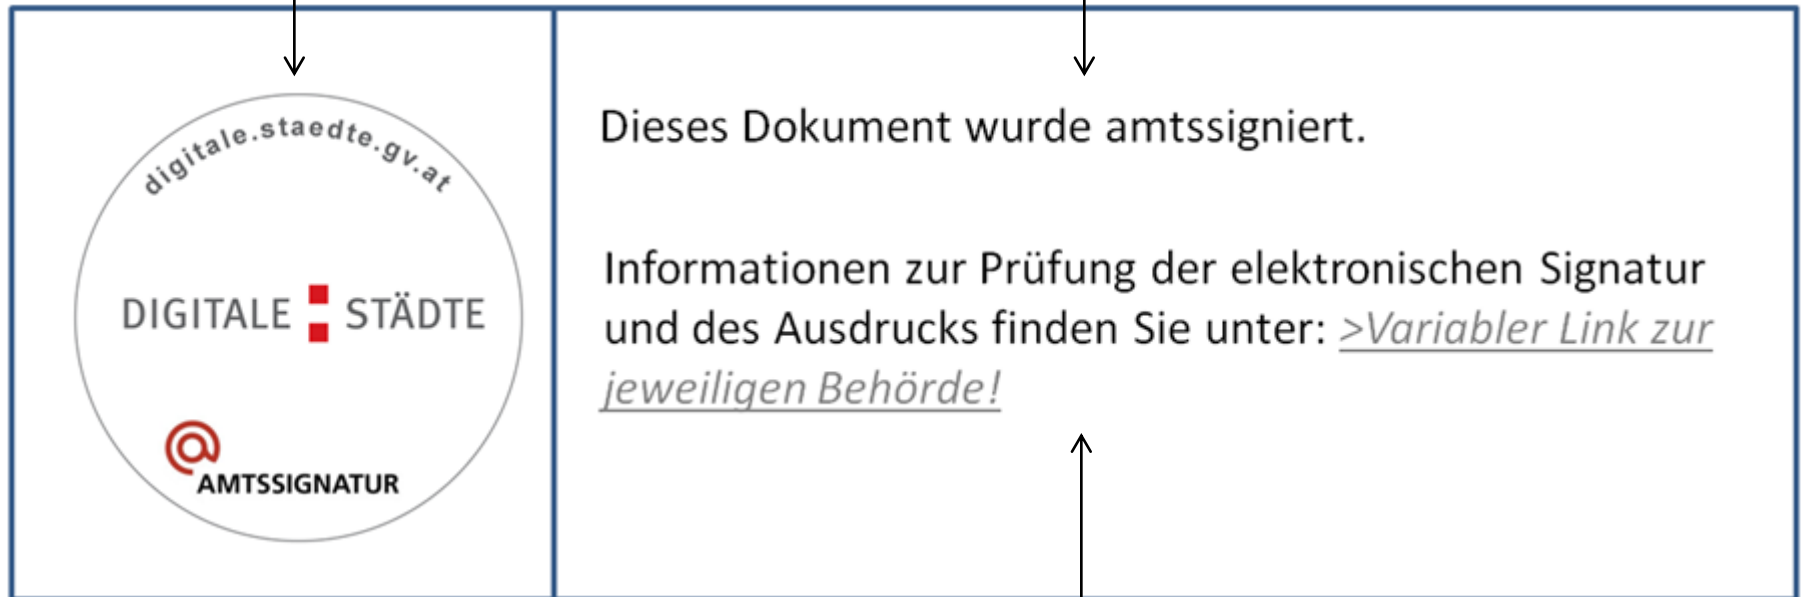 digitale.staedte.gv.at
DIGITALE : STÄDTE
@
AMTSSIGNATUR
Dieses Dokument wurde amtssigniert.
Informationen zur Prüfung der elektronischen Signatur
und des Ausdrucks finden Sie unter: >Variabler Link zur
jeweiligen Behörde!